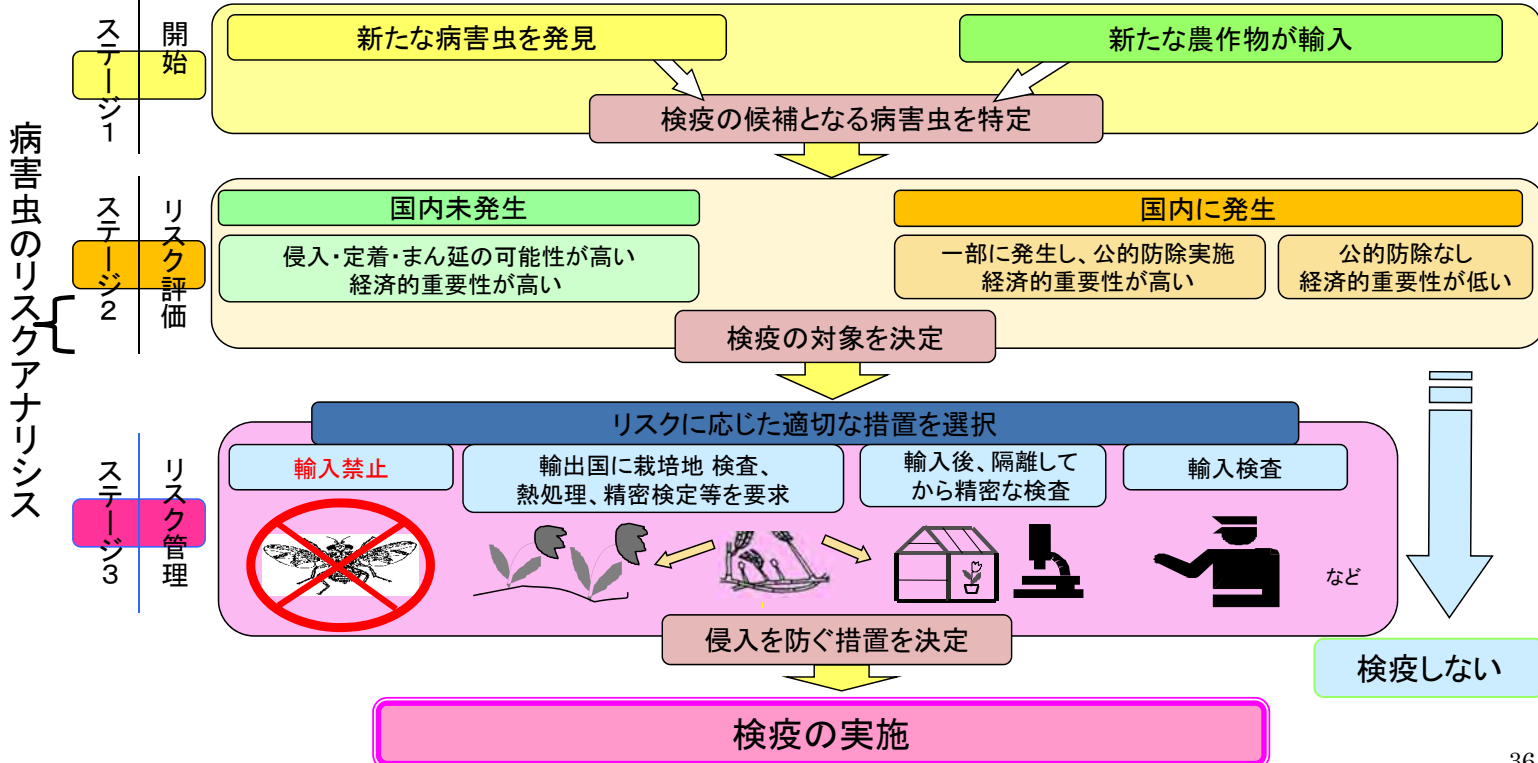 病害虫のリスクアナリシス
ステージ1
開始
新たな病害虫を発見
新たな農作物が輸入
検疫の候補となる病害虫を特定
ステージ2
リスク評価
国内未発生
侵入・定着・まん延の可能性が高い
経済的重要性が高い
国内に発生
一部に発生し、公的防除実施
経済的重要性が高い
公的防除なし
経済的重要性が低い
検疫の対象を決定
ステージ3
リスク管理
リスクに応じた適切な措置を選択
輸入禁止
輸出国に栽培地 検査、
熱処理、精密検定等を要求
輸入後、隔離して
から精密な検査
輸入検査
など
侵入を防ぐ措置を決定
検疫しない
検疫の実施
36